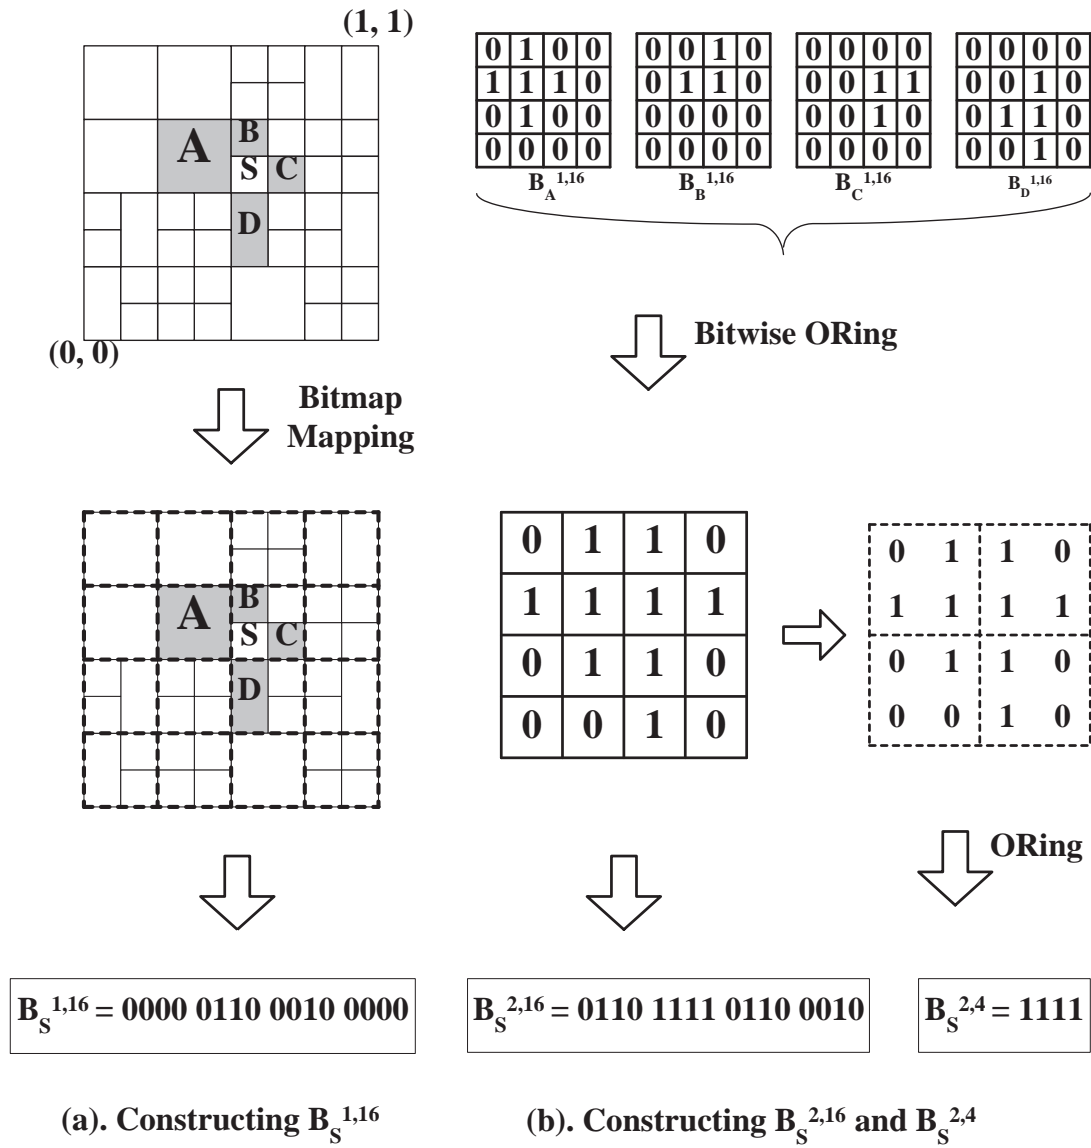 (1, 1)
A
B
S
C
D
(0, 0)
Bitmap
Mapping
A
B
S
C
D
B_S^{1,16} = 0000 0110 0010 0000
(a). Constructing B_S^{1,16}
0 1 0 0
1 1 1 0
0 1 0 0
0 0 0 0
B_A^{1,16}
0 0 1 0
0 1 1 0
0 0 0 0
0 0 0 0
B_B^{1,16}
0 0 0 0
0 0 1 1
0 0 1 0
0 0 0 0
B_C^{1,16}
0 0 0 0
0 0 1 0
0 1 1 0
0 0 1 0
B_D^{1,16}
Bitwise ORing
0 1 1 0
1 1 1 1
0 1 1 0
0 0 1 0
0 1 1 0
1 1 1 1
0 1 1 0
0 0 1 0
ORing
B_S^{2,16} = 0110 1111 0110 0010
B_S^{2,4} = 1111
(b). Constructing B_S^{2,16} and B_S^{2,4}